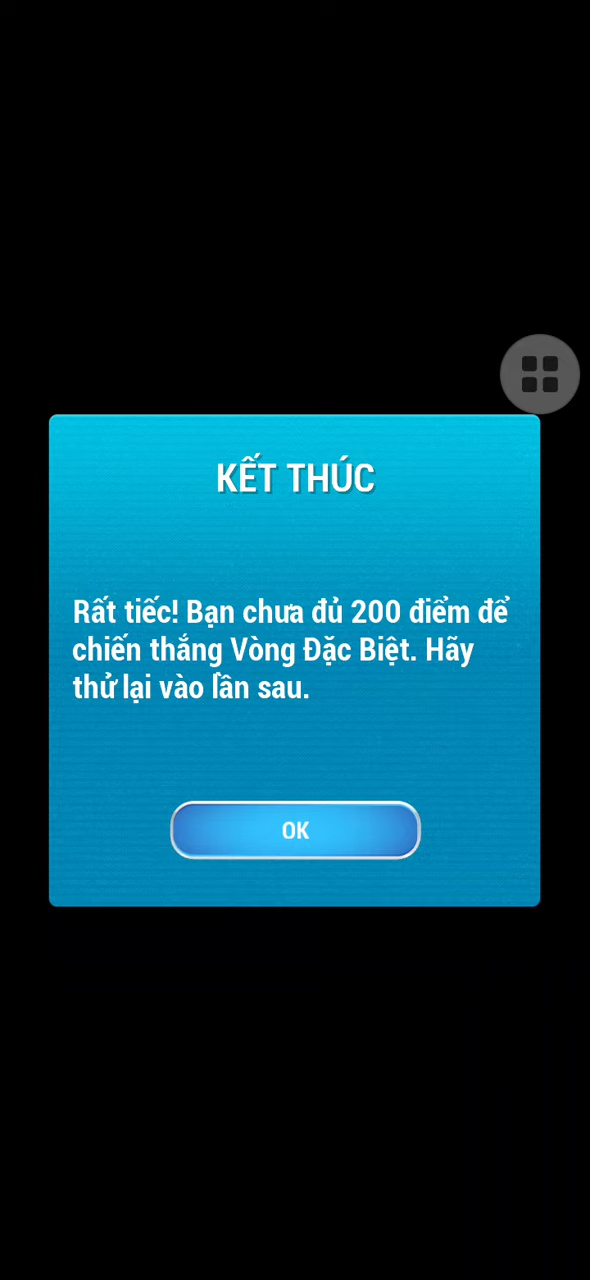 KẾT THÚC
Rất tiếc! Bạn chưa đủ 200 điểm để
chiến thắng Vòng Đặc Biệt. Hãy
thử lại vào lần sau.
OK